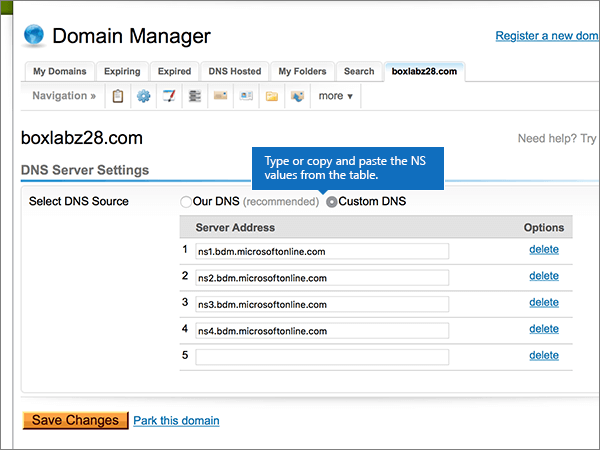 Domain Manager
Register a new dom
My Domains Expiring Expired DNS Hosted My Folders Search boxlabz28.com
Navigation » more ▾
boxlabz28.com
Need help? Try
Type or copy and paste the NS
values from the table.
DNS Server Settings
Select DNS Source Our DNS (recommended) Custom DNS
Server Address Options
1 ns1.bdm.microsoftonline.com delete
2 ns2.bdm.microsoftonline.com delete
3 ns3.bdm.microsoftonline.com delete
4 ns4.bdm.microsoftonline.com delete
5 delete
Save Changes Park this domain